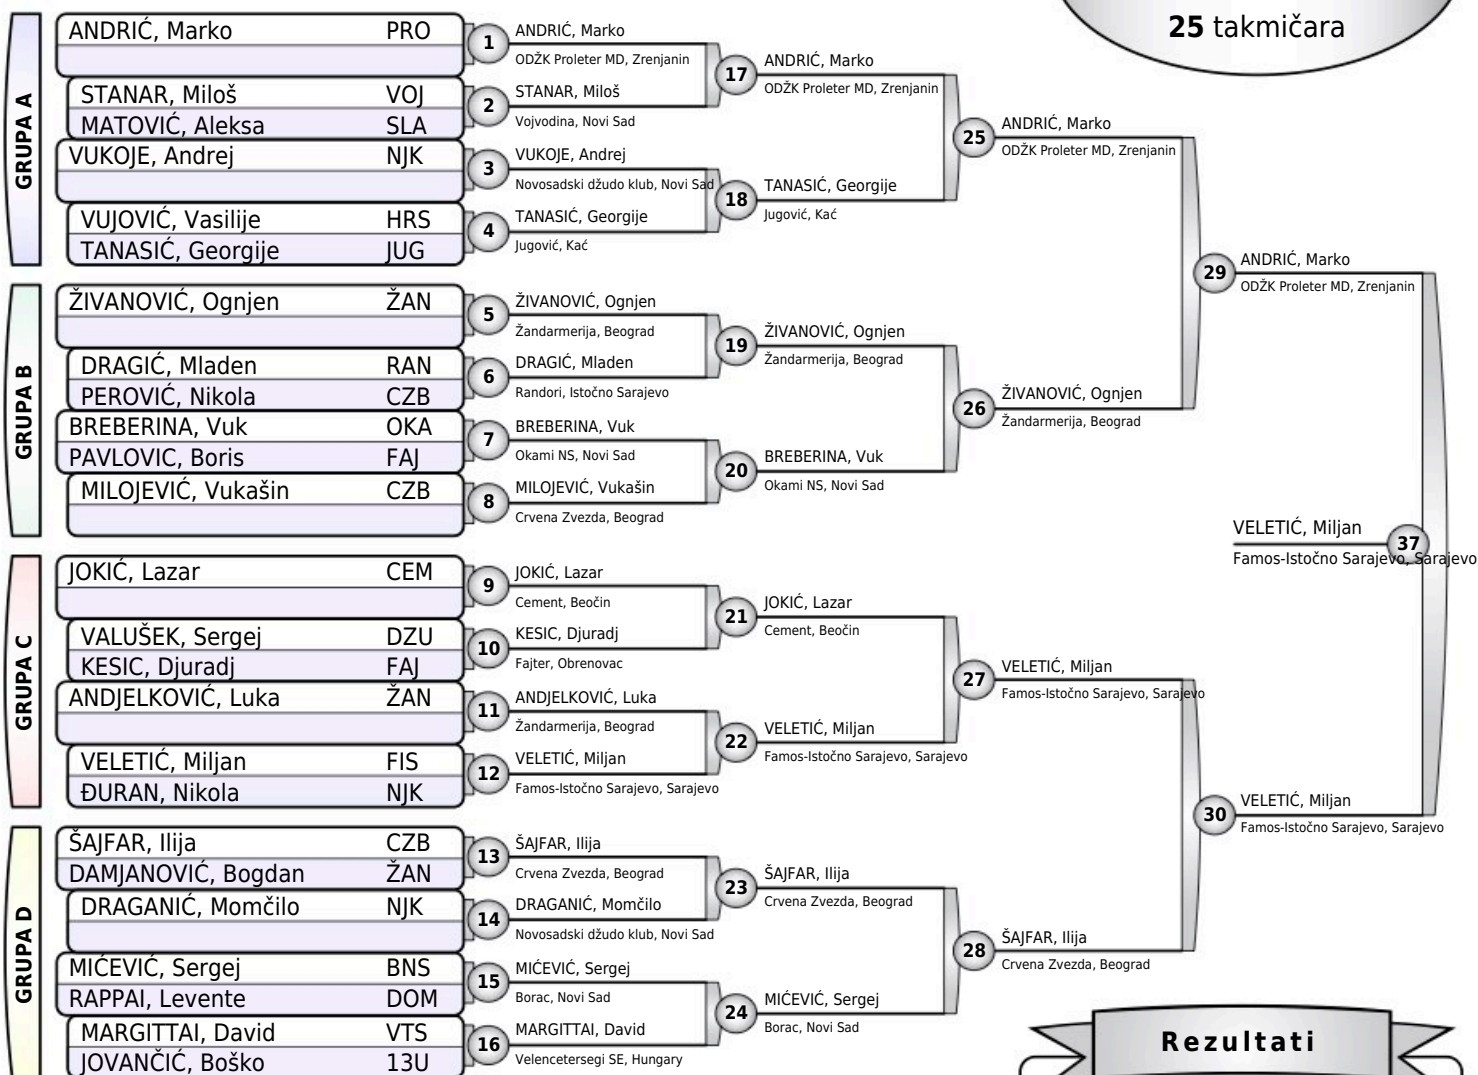 25 takmičara
GRUPA A
ANDRIĆ, Marko PRO
STANAR, Miloš VOJ
MATOVIĆ, Aleksa SLA
VUKOJE, Andrej NJK
VUJOVIĆ, Vasilije HRS
TANASIĆ, Georgije JUG
GRUPA B
ŽIVANOVIĆ, Ognjen ŽAN
DRAGIĆ, Mladen RAN
PEROVIĆ, Nikola CZB
BREBERINA, Vuk OKA
PAVLOVIC, Boris FAJ
MILOJEVIĆ, Vukašin CZB
GRUPA C
JOKIĆ, Lazar CEM
VALUŠEK, Sergej DZU
KESIC, Djuradj FAJ
ANDJELKOVIĆ, Luka ŽAN
VELETIĆ, Miljan FIS
ĐURAN, Nikola NJK
GRUPA D
ŠAJFAR, Ilija CZB
DAMJANOVIĆ, Bogdan ŽAN
DRAGANIĆ, Momčilo NJK
MIĆEVIĆ, Sergej BNS
RAPPAI, Levente DOM
MARGITTAI, David VTS
JOVANČIĆ, Boško 13U
1
ANDRIĆ, Marko
ODŽK Proleter MD, Zrenjanin
2
STANAR, Miloš
Vojvodina, Novi Sad
3
VUKOJE, Andrej
Novosadski džudo klub, Novi Sad
4
TANASIĆ, Georgije
Jugović, Kać
5
ŽIVANOVIĆ, Ognjen
Žandarmerija, Beograd
6
DRAGIĆ, Mladen
Randori, Istočno Sarajevo
7
BREBERINA, Vuk
Okami NS, Novi Sad
8
MILOJEVIĆ, Vukašin
Crvena Zvezda, Beograd
9
JOKIĆ, Lazar
Cement, Beočin
10
KESIC, Djuradj
Fajter, Obrenovac
11
ANDJELKOVIĆ, Luka
Žandarmerija, Beograd
12
VELETIĆ, Miljan
Famos-Istočno Sarajevo, Sarajevo
13
ŠAJFAR, Ilija
Crvena Zvezda, Beograd
14
DRAGANIĆ, Momčilo
Novosadski džudo klub, Novi Sad
15
MIĆEVIĆ, Sergej
Borac, Novi Sad
16
MARGITTAI, David
Velencetersegi SE, Hungary
17
ANDRIĆ, Marko
ODŽK Proleter MD, Zrenjanin
18
TANASIĆ, Georgije
Jugović, Kać
19
ŽIVANOVIĆ, Ognjen
Žandarmerija, Beograd
20
BREBERINA, Vuk
Okami NS, Novi Sad
21
JOKIĆ, Lazar
Cement, Beočin
22
VELETIĆ, Miljan
Famos-Istočno Sarajevo, Sarajevo
23
ŠAJFAR, Ilija
Crvena Zvezda, Beograd
24
MIĆEVIĆ, Sergej
Borac, Novi Sad
25
ANDRIĆ, Marko
ODŽK Proleter MD, Zrenjanin
26
ŽIVANOVIĆ, Ognjen
Žandarmerija, Beograd
27
VELETIĆ, Miljan
Famos-Istočno Sarajevo, Sarajevo
28
ŠAJFAR, Ilija
Crvena Zvezda, Beograd
29
ANDRIĆ, Marko
ODŽK Proleter MD, Zrenjanin
30
VELETIĆ, Miljan
Famos-Istočno Sarajevo, Sarajevo
37
VELETIĆ, Miljan
Famos-Istočno Sarajevo, Sarajevo
Rezultati